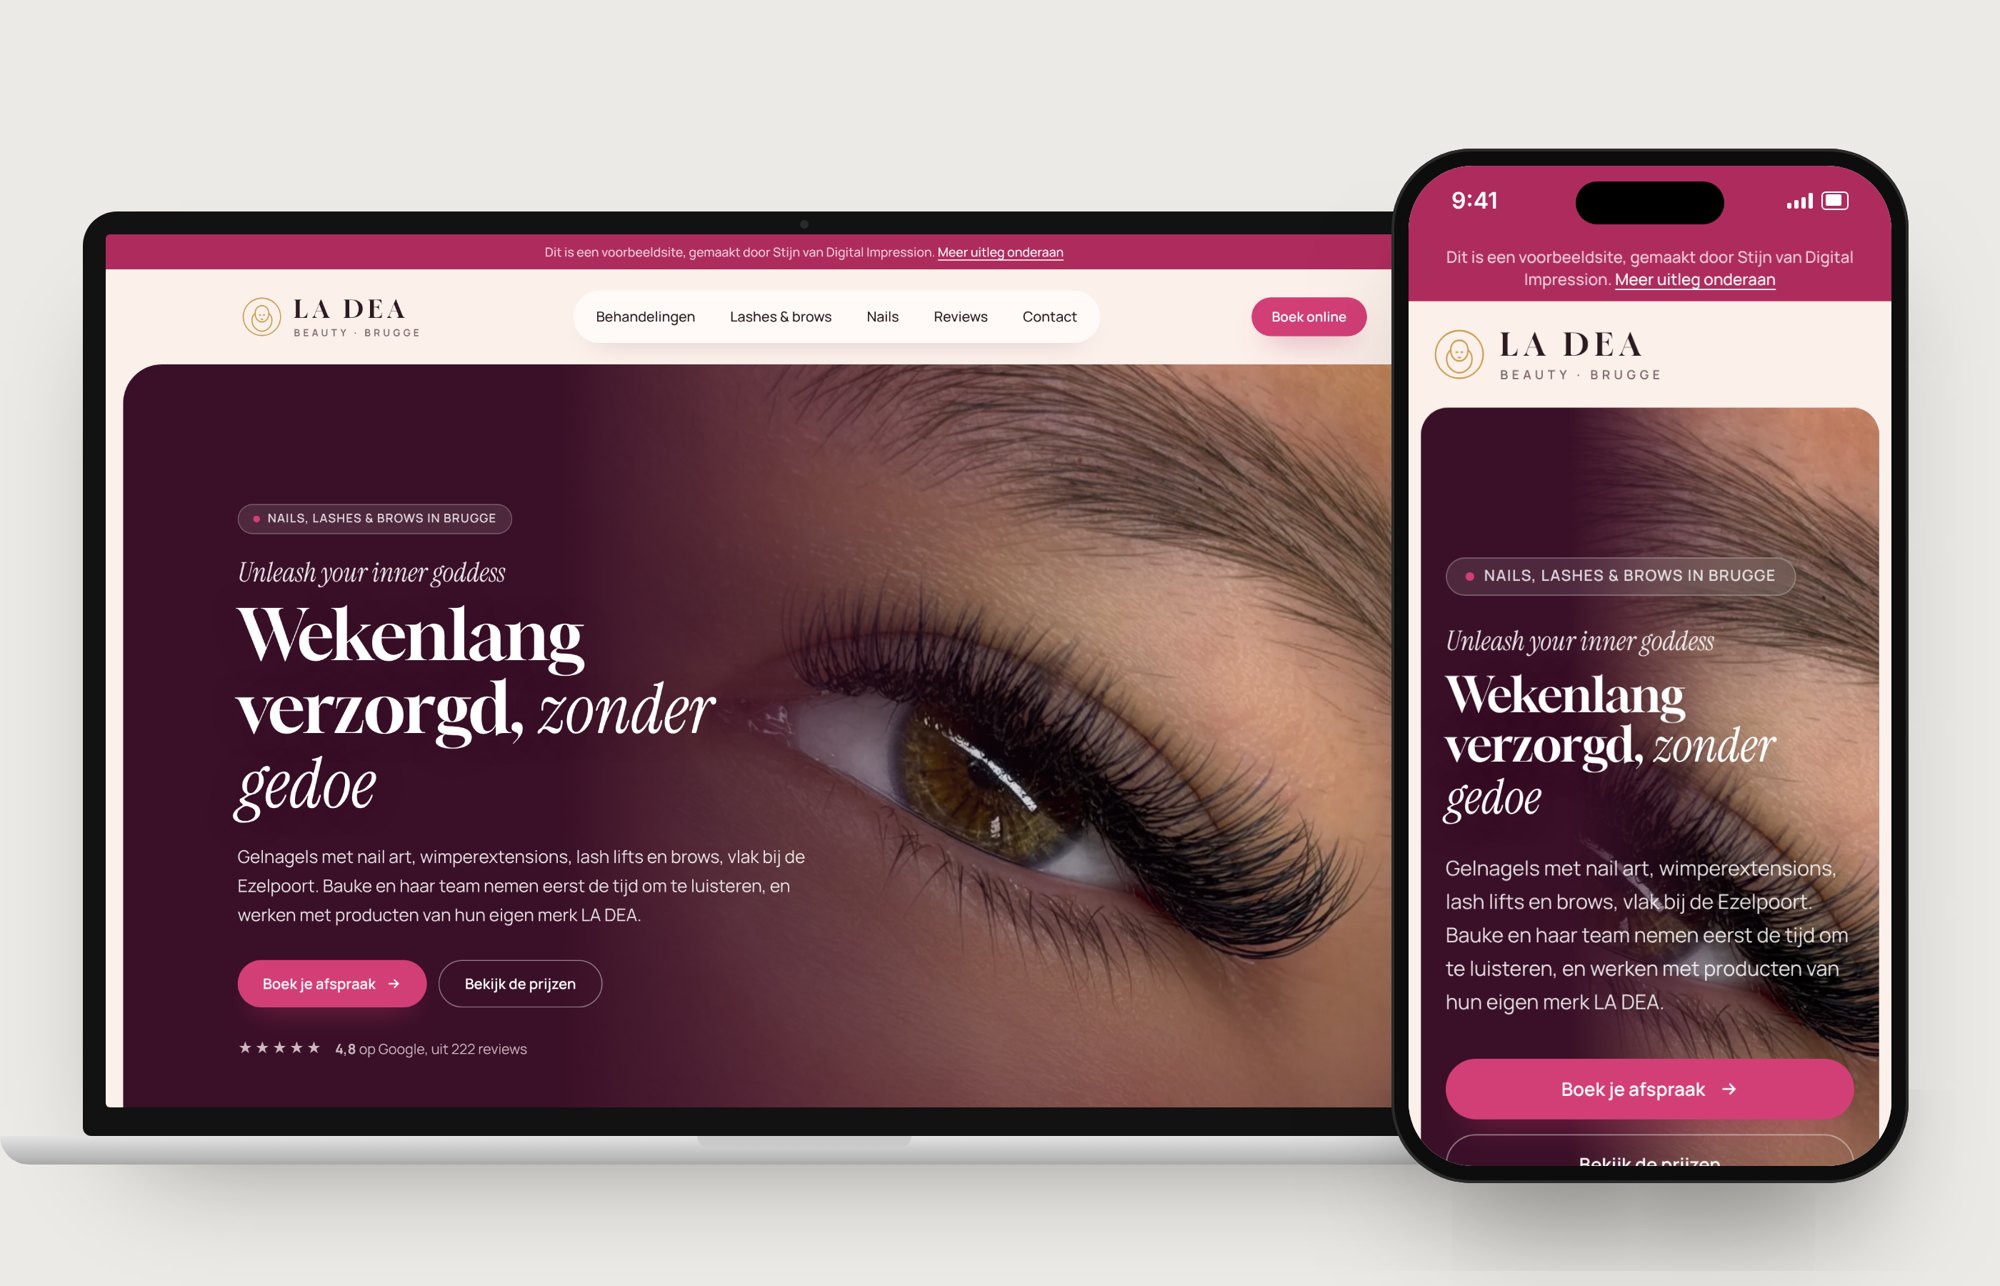 Dit is een voorbeeldsite, gemaakt door Stijn van Digital Impression. Meer uitleg onderaan
LA DEA
BEAUTY · BRUGGE
Behandelingen
Lashes & brows
Nails
Reviews
Contact
Boek online
NAILS, LASHES & BROWS IN BRUGGE
Unleash your inner goddess
Wekenlang
verzorgd, zonder
gedoe
Gelnagels met nail art, wimperextensions, lash lifts en brows, vlak bij de
Ezelpoort. Bauke en haar team nemen eerst de tijd om te luisteren, en
werken met producten van hun eigen merk LA DEA.
Boek je afspraak →
Bekijk de prijzen
★★★★★ 4,8 op Google, uit 222 reviews
9:41
Dit is een voorbeeldsite, gemaakt door Stijn van Digital
Impression. Meer uitleg onderaan
LA DEA
BEAUTY · BRUGGE
NAILS, LASHES & BROWS IN BRUGGE
Unleash your inner goddess
Wekenlang
verzorgd, zonder
gedoe
Gelnagels met nail art, wimperextensions,
lash lifts en brows, vlak bij de Ezelpoort.
Bauke en haar team nemen eerst de tijd om
te luisteren, en werken met producten van
hun eigen merk LA DEA.
Boek je afspraak →
Bekijk de prijzen